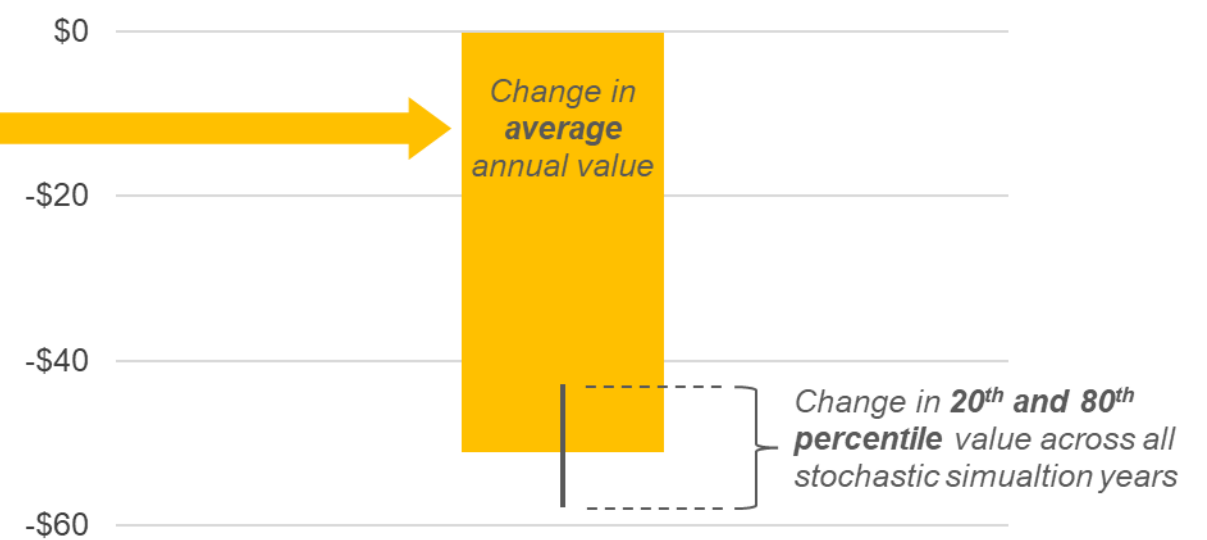 $0
Change in
average
annual value
-$20
-$40
Change in 20th and 80th
percentile value across all
stochastic simualtion years
-$60